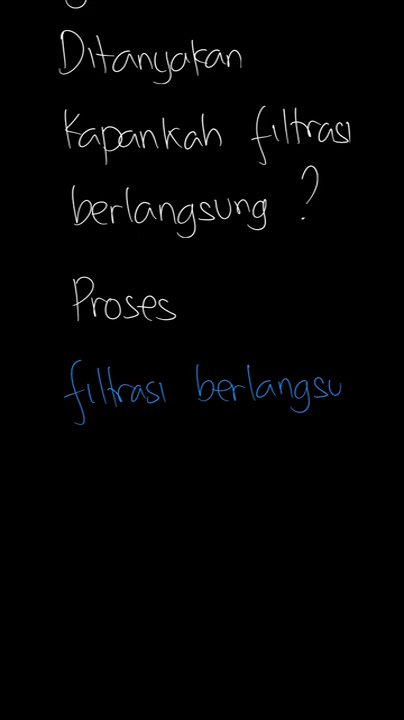 Ditanyakan
Kapankah filtrasi
berlangsung ?
Proses
filtrasi berlangsu